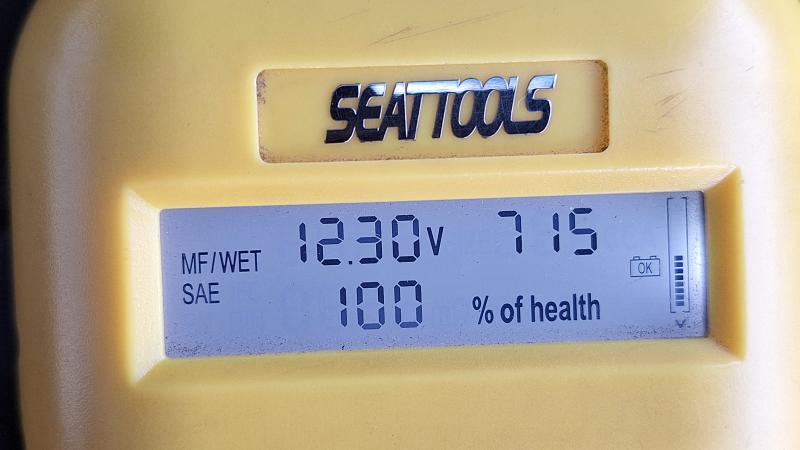 SEATTOOLS
MF/WET 12.30V 715
SAE 100 % of health
OK
V